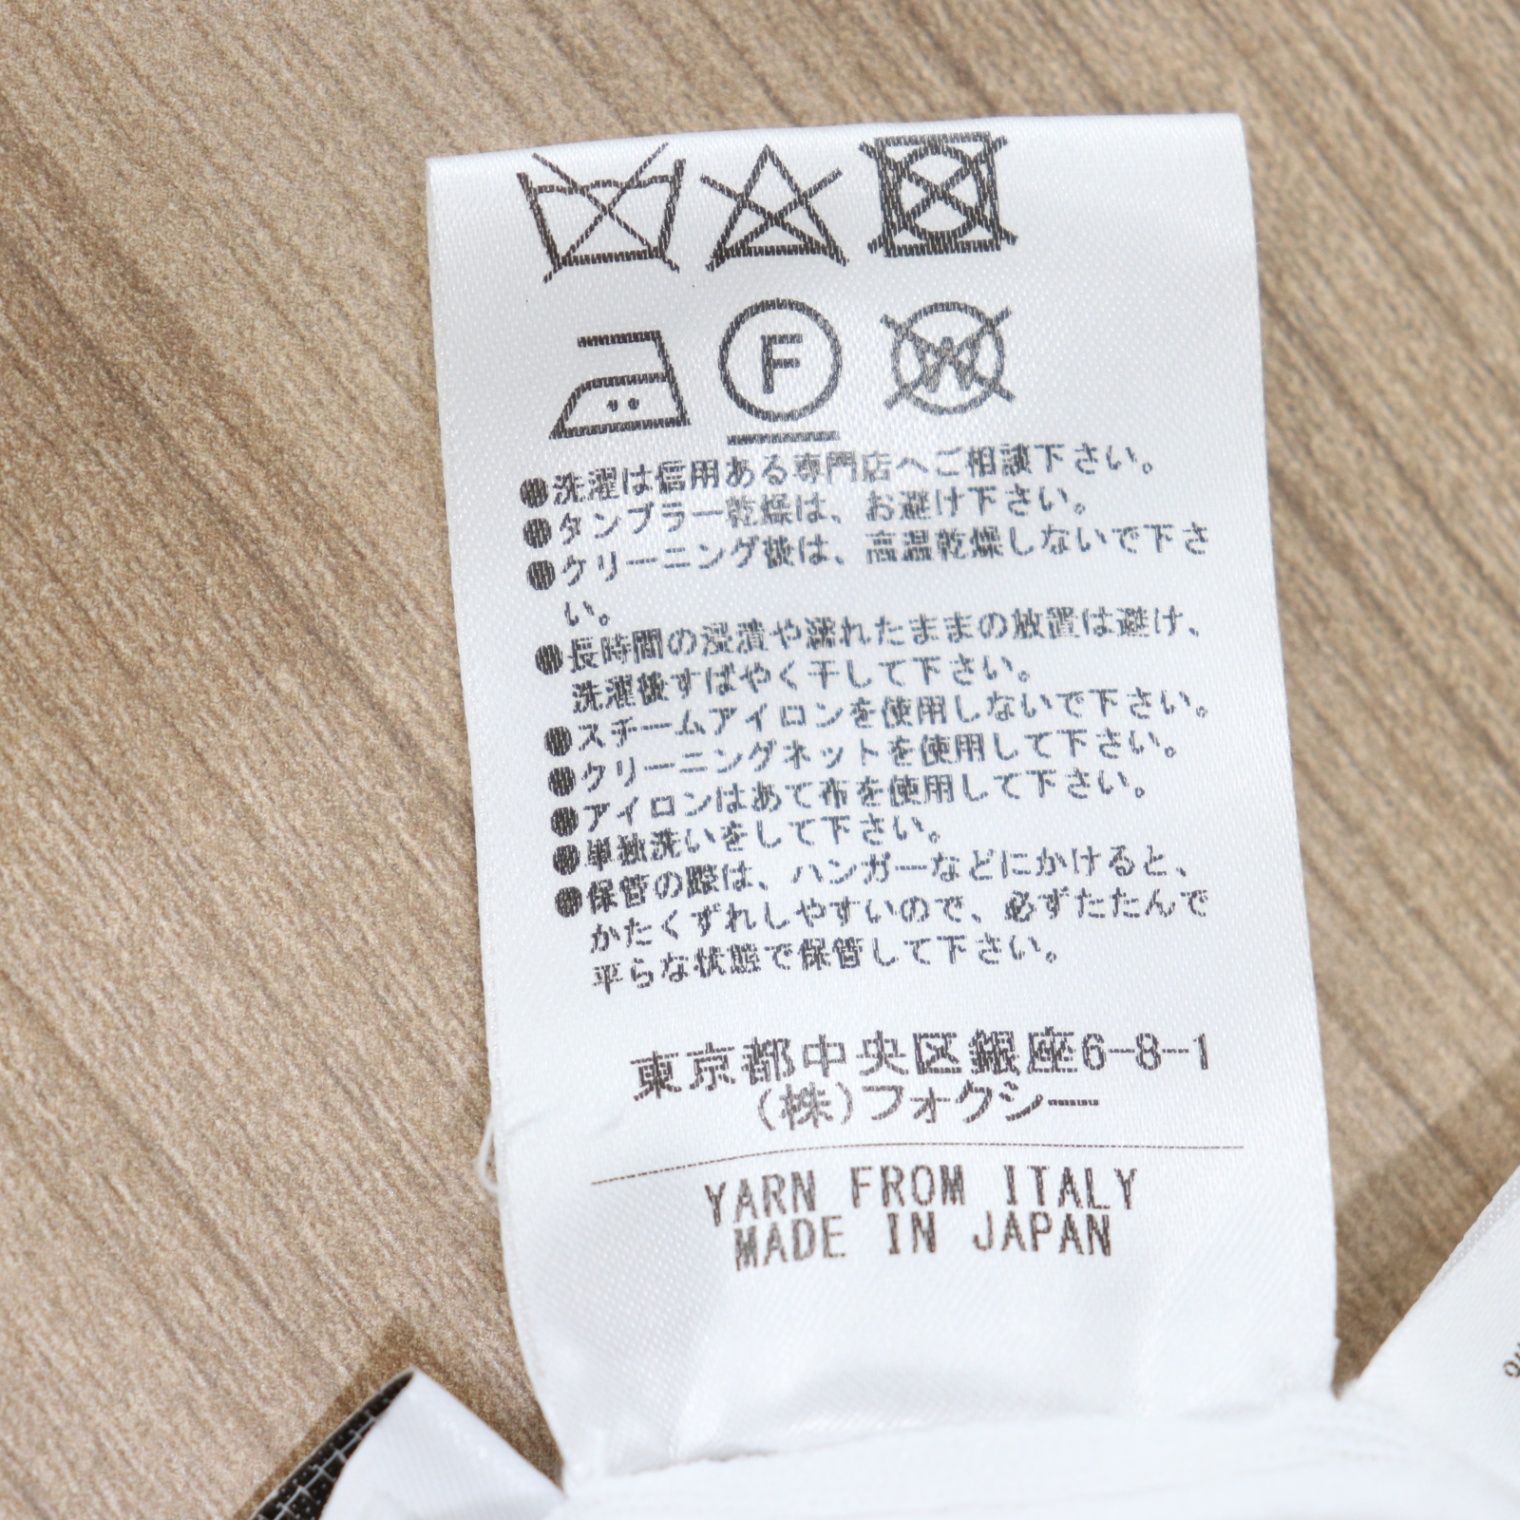 F
W
●洗濯は信用ある専門店へご相談下さい。
●タンブラー乾燥は、お避け下さい。
●クリーニング後は、高温乾燥しないで下さ
い。
●長時間の浸漬や濡れたままの放置は避け、
洗濯後すばやく干して下さい。
●スチームアイロンを使用しないで下さい。
●クリーニングネットを使用して下さい。
●アイロンはあて布を使用して下さい。
●単独洗いをして下さい。
●保管の際は、ハンガーなどにかけると、
かたくずれしやすいので、必ずたたんで
平らな状態で保管して下さい。
東京都中央区銀座6-8-1
(株)フォクシー
YARN FROM ITALY
MADE IN JAPAN